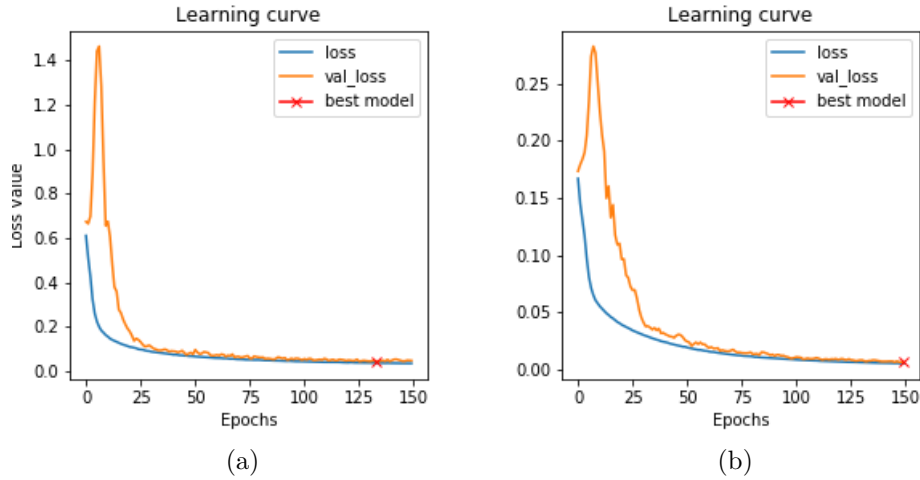 Learning curve
loss
val_loss
best model
1.4
1.2
1.0
0.8
0.6
0.4
0.2
0.0
Loss value
0
25
50
75
100
125
150
Epochs
(a)
Learning curve
loss
val_loss
best model
0.25
0.20
0.15
0.10
0.05
0.00
0
25
50
75
100
125
150
Epochs
(b)